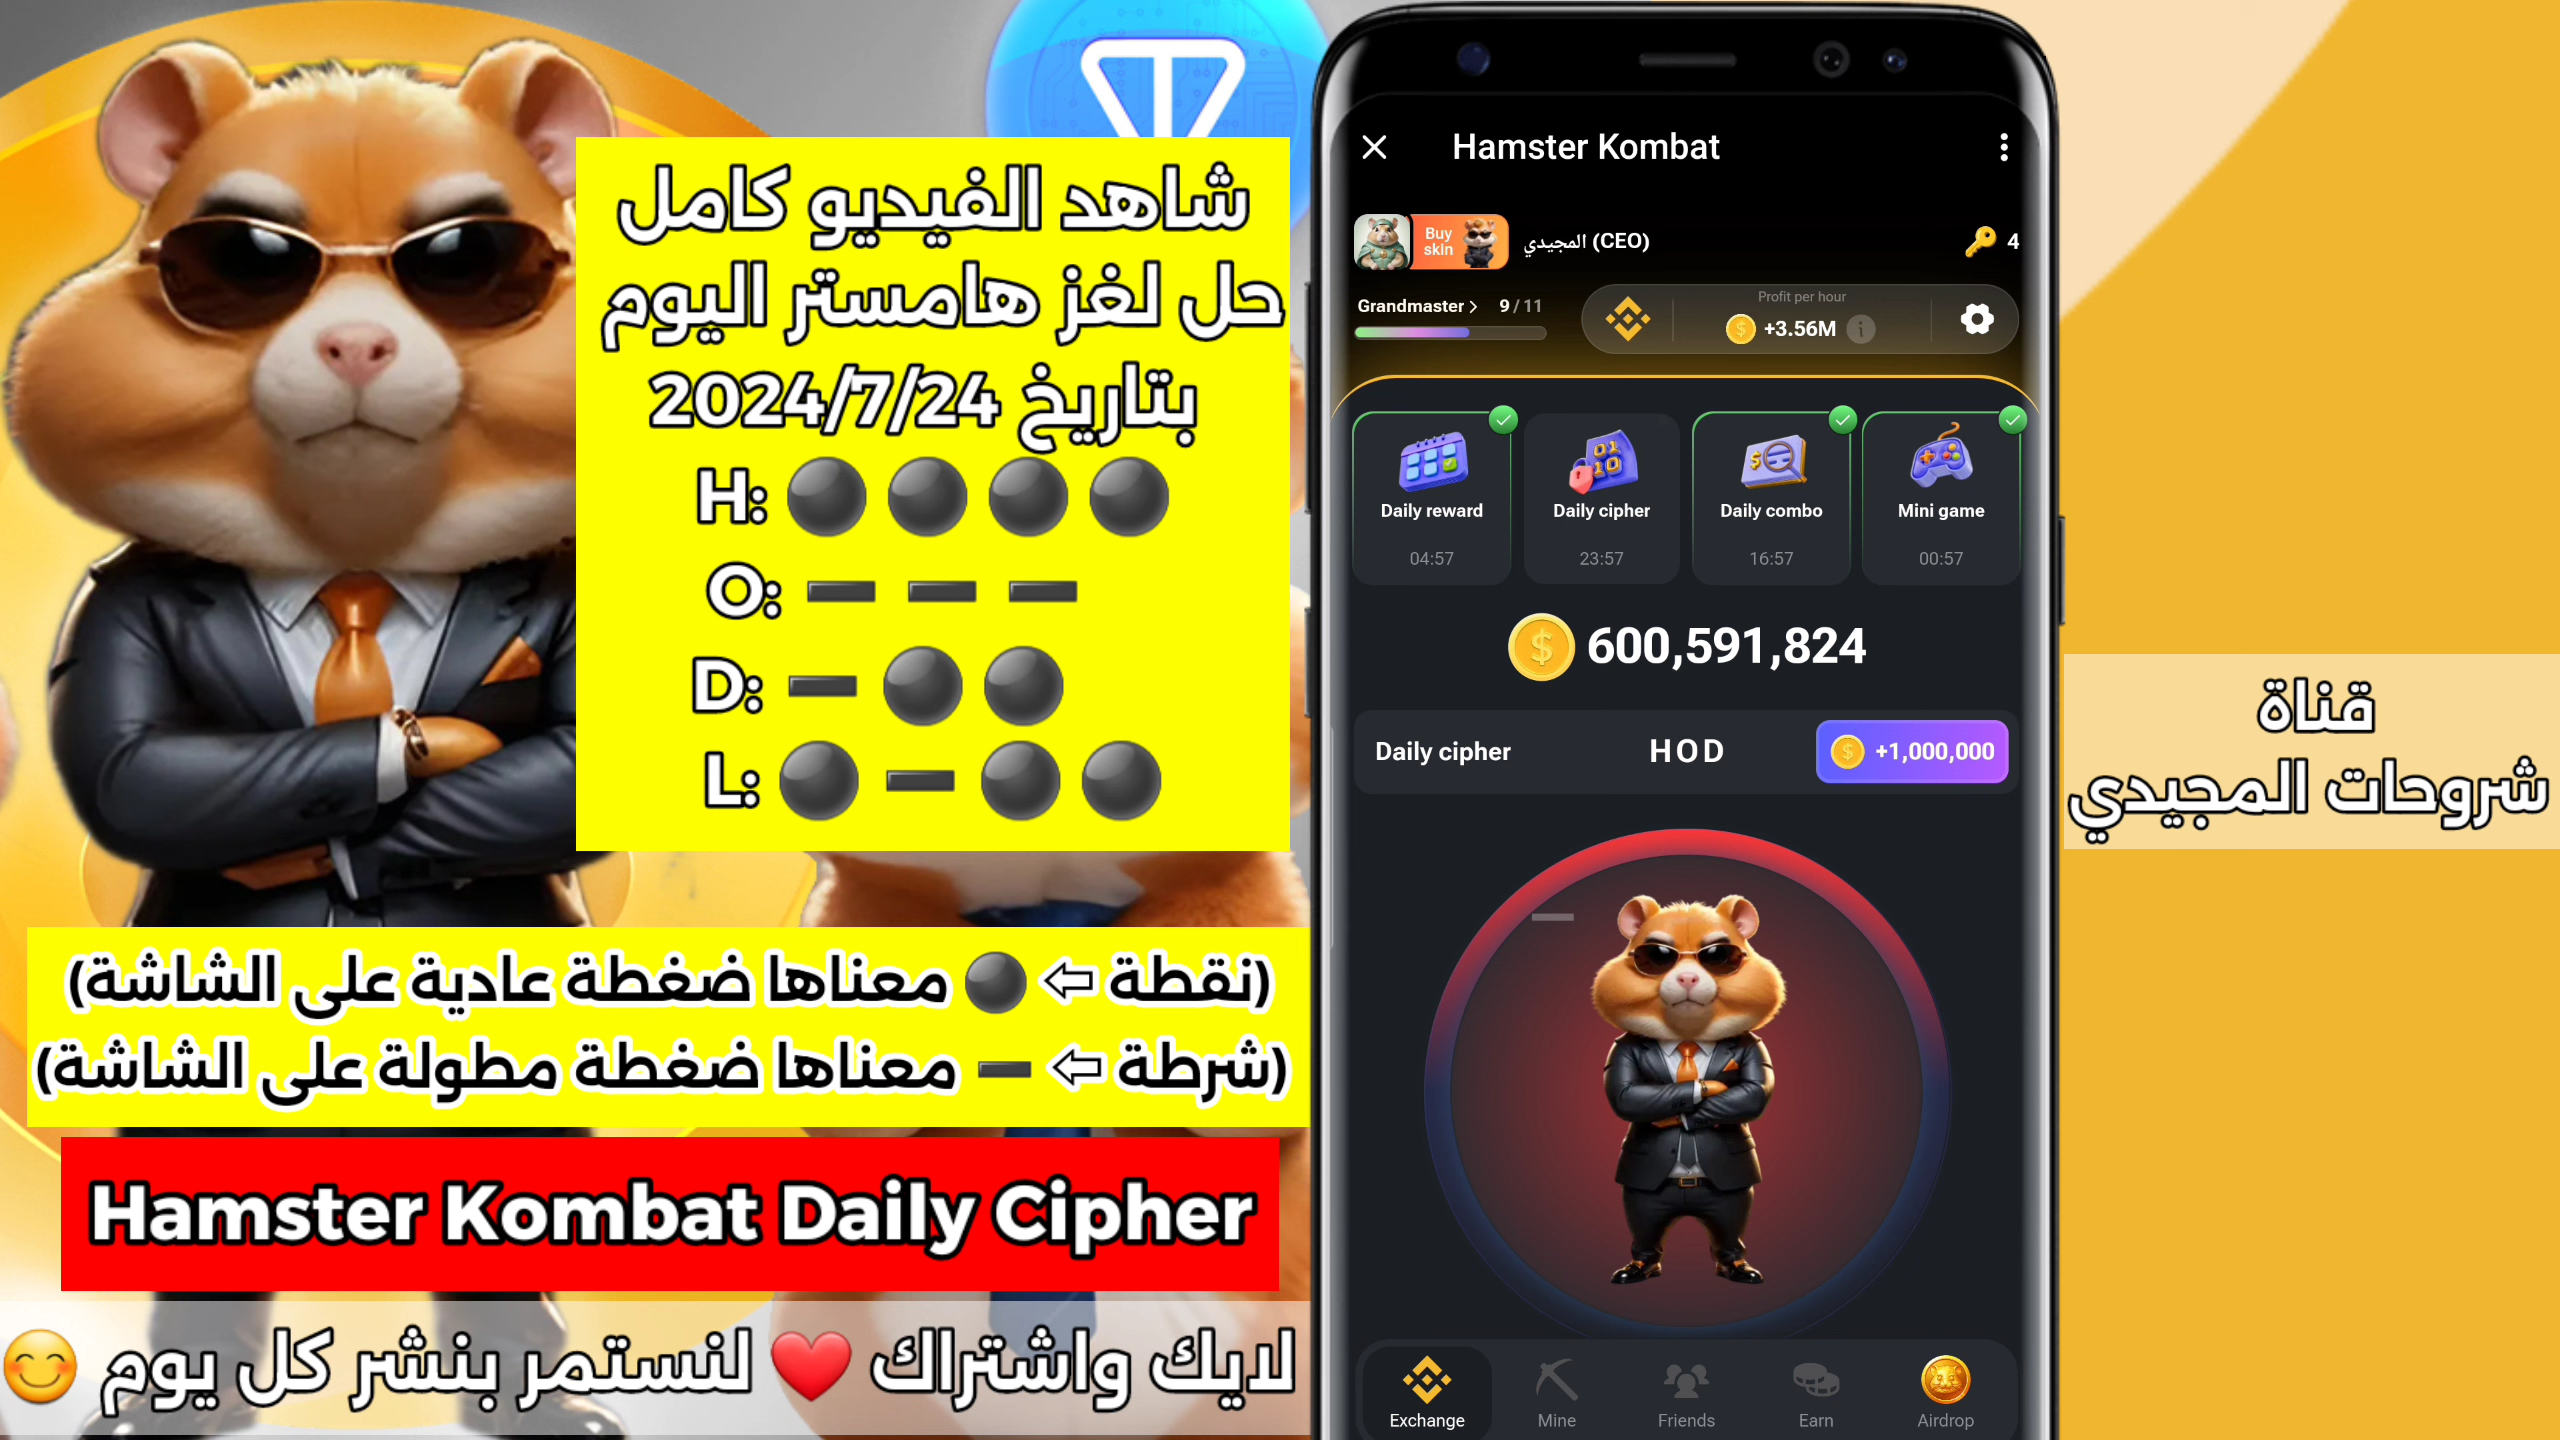 شاهد الفيديو كامل
حل لغز هامستر اليوم
بتاريخ 2024/7/24
H: ⚫ ⚫ ⚫ ⚫
O: ➖ ➖ ➖
D: ➖ ⚫ ⚫
L: ⚫ ➖ ⚫ ⚫
(نقطة ⇦ ⚫ معناها ضغطة عادية على الشاشة)
(شرطة ⇦ ➖ معناها ضغطة مطولة على الشاشة)
Hamster Kombat Daily Cipher
لايك واشتراك ❤️ لنستمر بنشر كل يوم 😊
Hamster Kombat
Buy
skin
المجيدي (CEO)
4
Grandmaster > 9/11
Profit per hour
+3.56M
Daily reward
04:57
Daily cipher
23:57
Daily combo
16:57
Mini game
00:57
600,591,824
Daily cipher HOD +1,000,000
Exchange
Mine
Friends
Earn
Airdrop
قناة
شروحات المجيدي